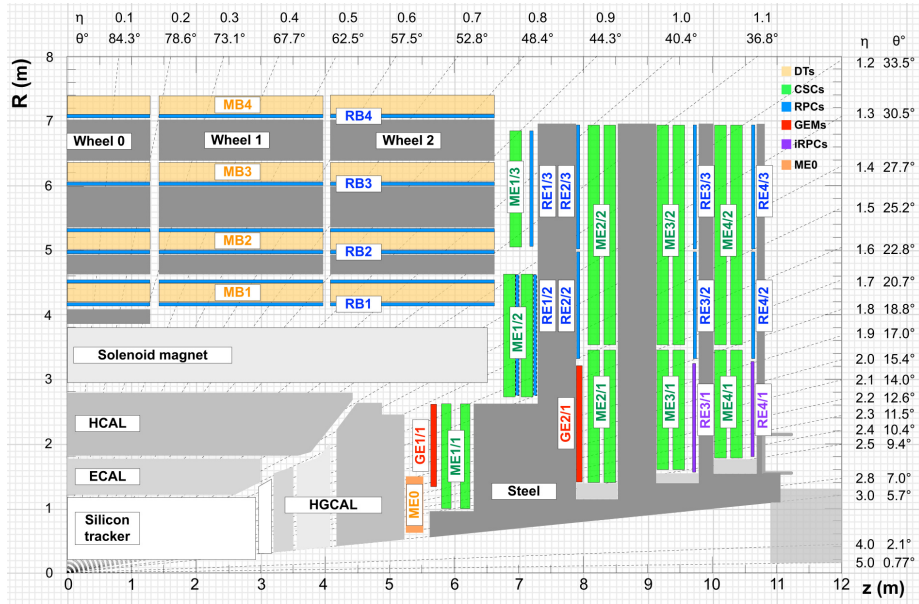 η 0.1 0.2 0.3 0.4 0.5 0.6 0.7 0.8 0.9 1.0 1.1
θ° 84.3° 78.6° 73.1° 67.7° 62.5° 57.5° 52.8° 48.4° 44.3° 40.4° 36.8°
η θ°
R (m)
8
7
6
5
4
3
2
1
0
1.2 33.5°
1.3 30.5°
1.4 27.7°
1.5 25.2°
1.6 22.8°
1.7 20.7°
1.8 18.8°
1.9 17.0°
2.0 15.4°
2.1 14.0°
2.2 12.6°
2.3 11.5°
2.4 10.4°
2.5 9.4°
2.8 7.0°
3.0 5.7°
4.0 2.1°
5.0 0.77°
DTs
CSCs
RPCs
GEMs
iRPCs
ME0
MB4
RB4
Wheel 0
Wheel 1
Wheel 2
MB3
RB3
MB2
RB2
MB1
RB1
Solenoid magnet
HCAL
ECAL
Silicon
tracker
HGCAL
Steel
ME0
GE1/1
ME1/1
ME1/2
ME1/3
RE1/3
RE2/3
RE1/2
RE2/2
GE2/1
ME2/2
ME2/1
ME3/2
ME3/1
RE3/3
RE3/2
RE3/1
ME4/2
ME4/1
RE4/3
RE4/2
RE4/1
0 1 2 3 4 5 6 7 8 9 10 11 12
z (m)